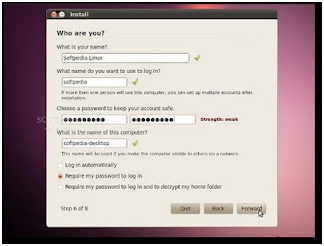 Install
Who are you?
What is your name?
Softpedia Linux
What name do you want to use to log in?
softpedia
If more than one person will use this computer, you can set up multiple accounts after
installation.
Choose a password to keep your account safe.
Strength: weak
What is the name of this computer?
softpedia-desktop
This name will be used if you make the computer visible to others on a network.
Log in automatically
Require my password to log in
Require my password to log in and to decrypt my home folder
Step 6 of 8
Quit
Back
Forward